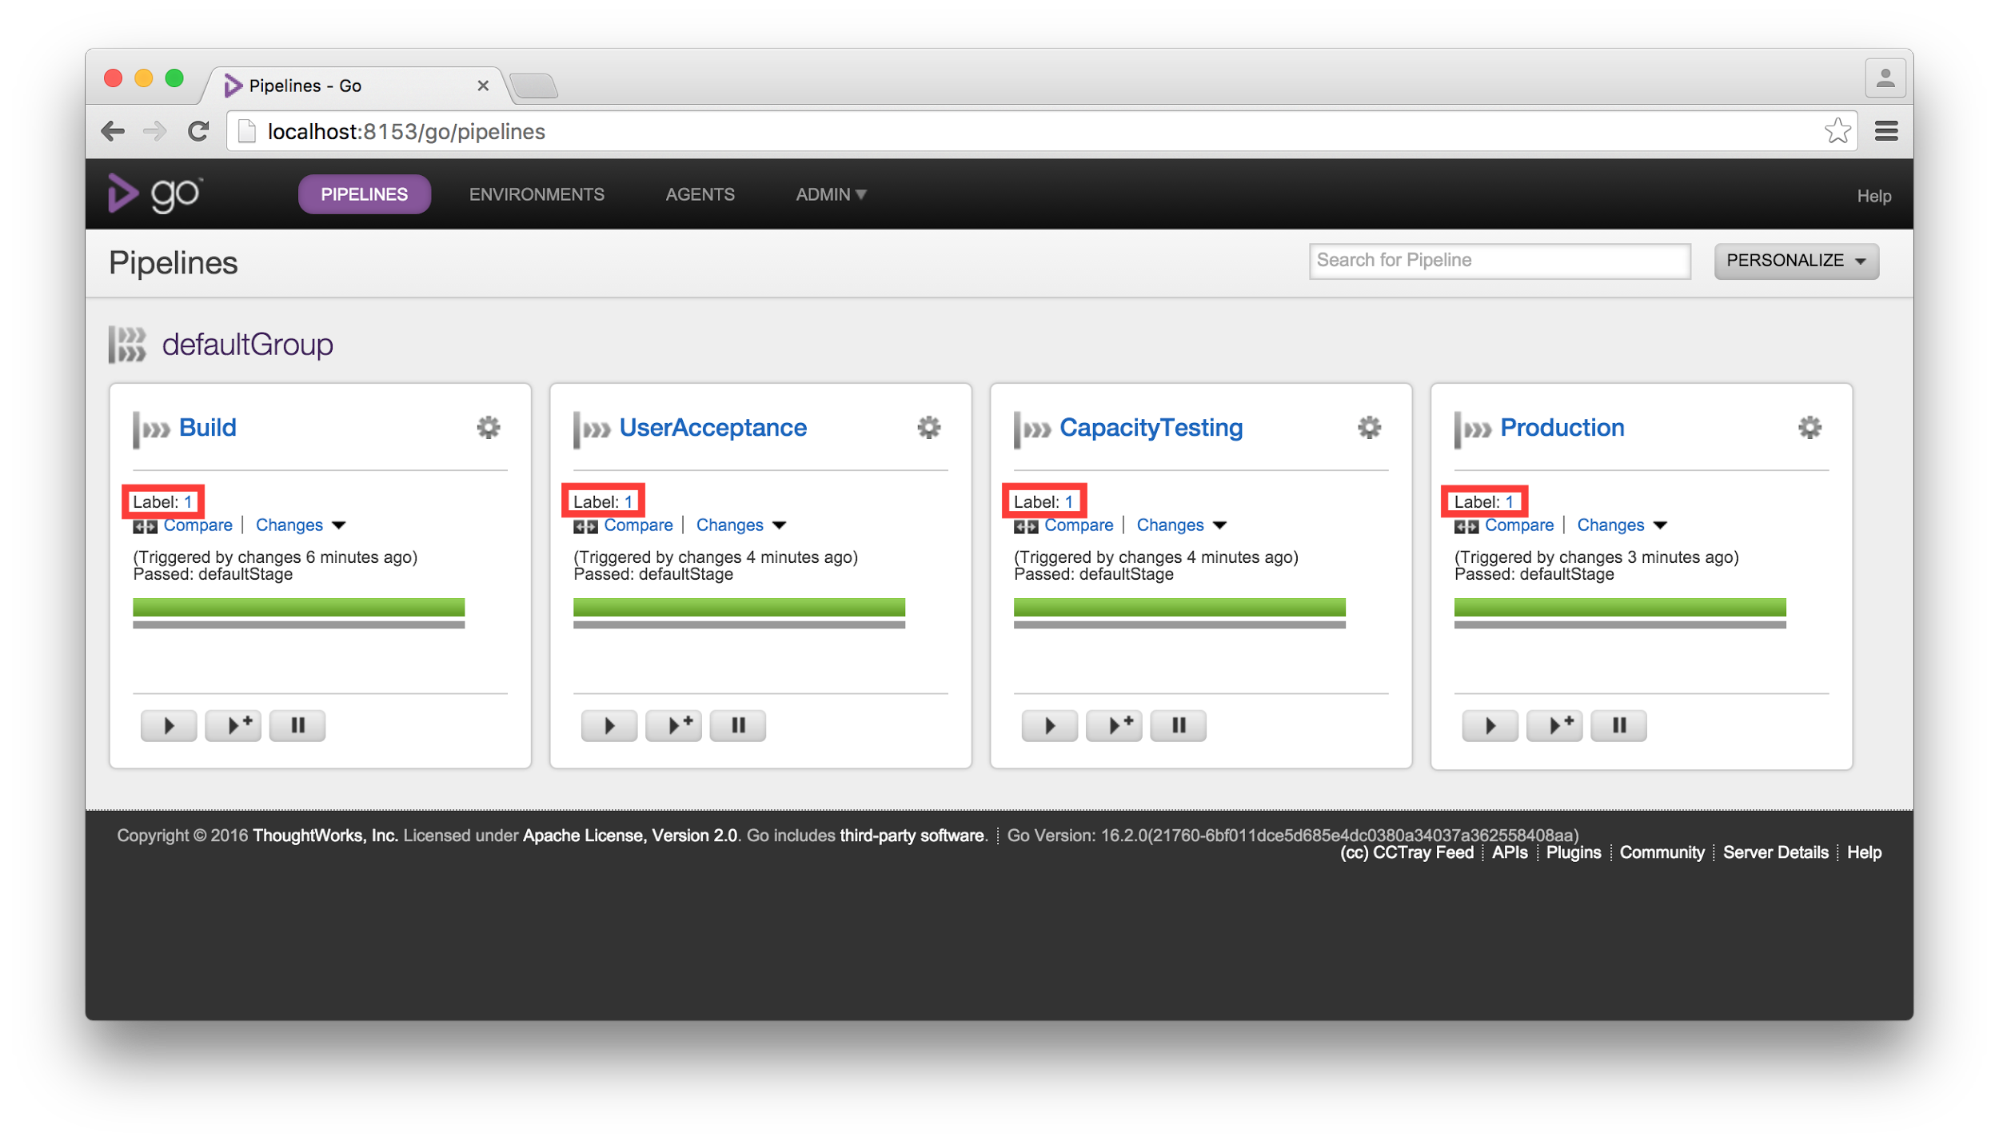 Pipelines - Go
localhost:8153/go/pipelines
go™
PIPELINES
ENVIRONMENTS
AGENTS
ADMIN
Help
Pipelines
Search for Pipeline
PERSONALIZE
defaultGroup
Build
Label: 1
Compare | Changes
(Triggered by changes 6 minutes ago)
Passed: defaultStage
UserAcceptance
Label: 1
Compare | Changes
(Triggered by changes 4 minutes ago)
Passed: defaultStage
CapacityTesting
Label: 1
Compare | Changes
(Triggered by changes 4 minutes ago)
Passed: defaultStage
Production
Label: 1
Compare | Changes
(Triggered by changes 3 minutes ago)
Passed: defaultStage
Copyright © 2016 ThoughtWorks, Inc. Licensed under Apache License, Version 2.0. Go includes third-party software. Go Version: 16.2.0(21760-6bf011dce5d685e4dc0380a34037a362558408aa)
(cc) CCTray Feed APIs Plugins Community Server Details Help